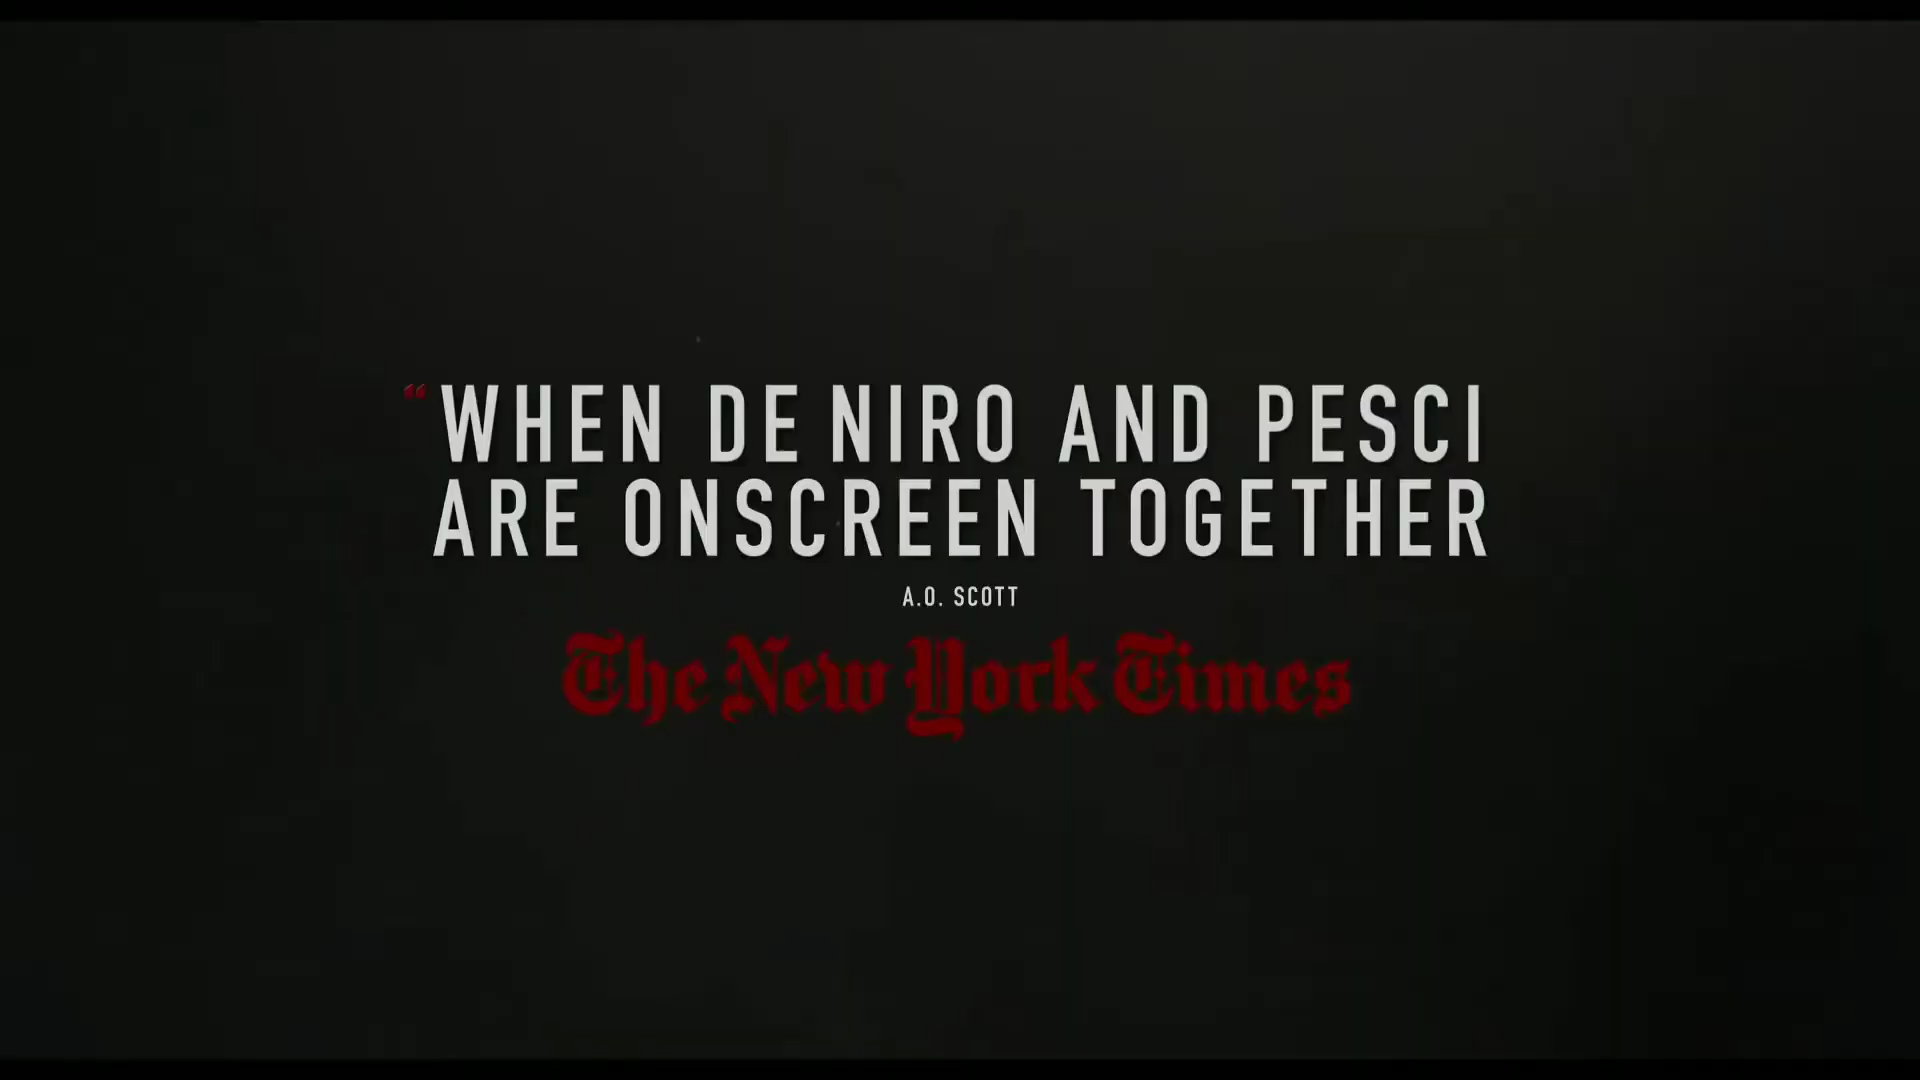 “WHEN DE NIRO AND PESCI
ARE ONSCREEN TOGETHER
A.O. SCOTT
The New York Times